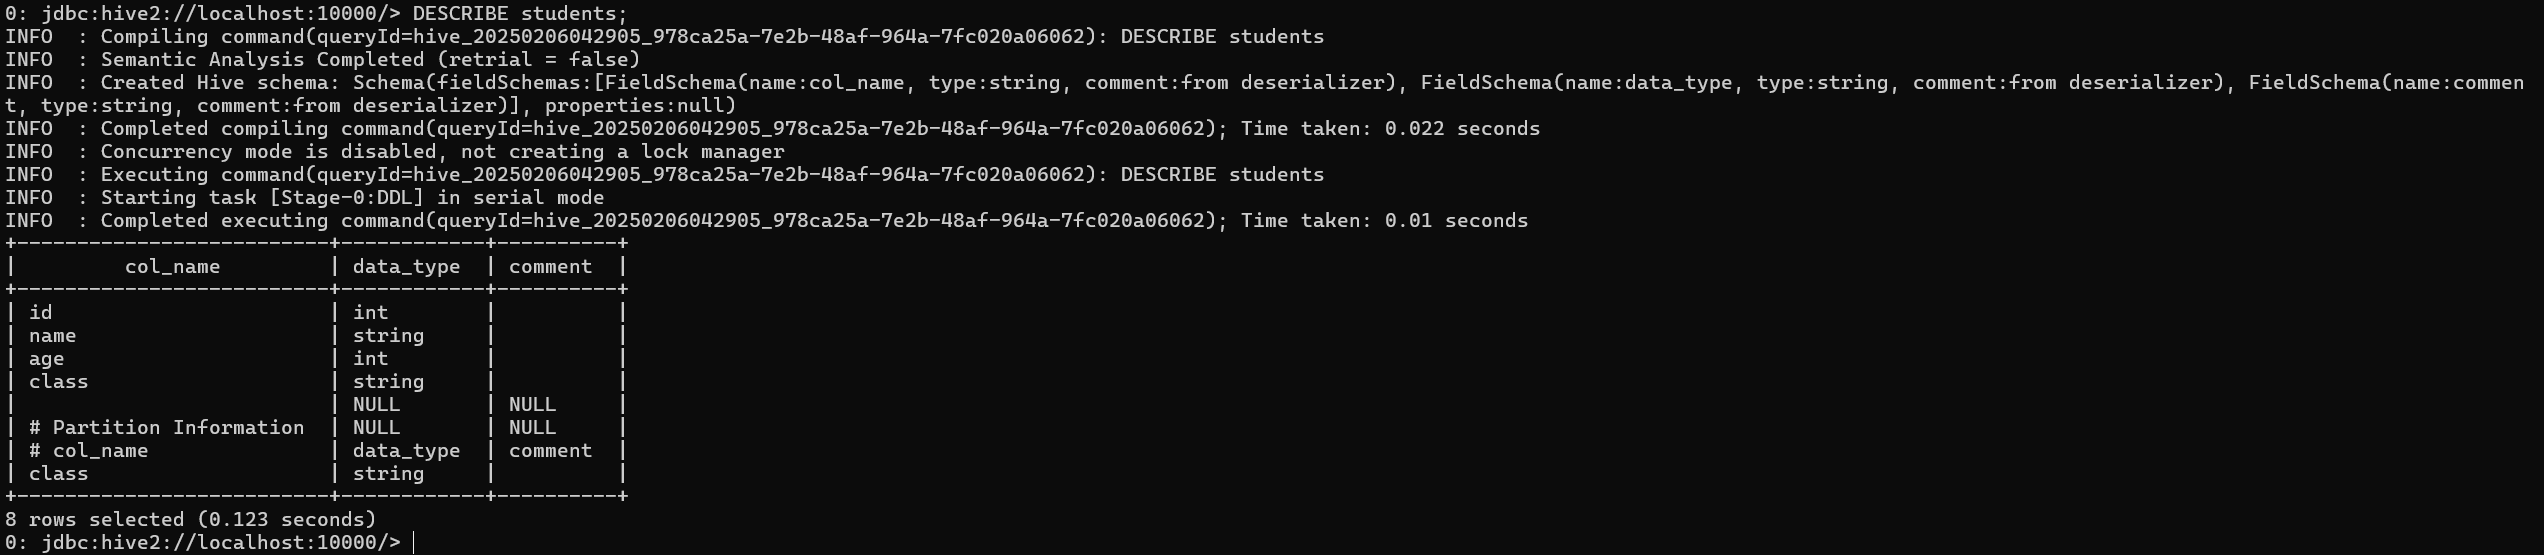 0: jdbc:hive2://localhost:10000/> DESCRIBE students;
INFO  : Compiling command(queryId=hive_20250206042905_978ca25a-7e2b-48af-964a-7fc020a06062): DESCRIBE students
INFO  : Semantic Analysis Completed (retrial = false)
INFO  : Created Hive schema: Schema(fieldSchemas:[FieldSchema(name:col_name, type:string, comment:from deserializer), FieldSchema(name:data_type, type:string, comment:from deserializer), FieldSchema(name:commen
t, type:string, comment:from deserializer)], properties:null)
INFO  : Completed compiling command(queryId=hive_20250206042905_978ca25a-7e2b-48af-964a-7fc020a06062); Time taken: 0.022 seconds
INFO  : Concurrency mode is disabled, not creating a lock manager
INFO  : Executing command(queryId=hive_20250206042905_978ca25a-7e2b-48af-964a-7fc020a06062): DESCRIBE students
INFO  : Starting task [Stage-0:DDL] in serial mode
INFO  : Completed executing command(queryId=hive_20250206042905_978ca25a-7e2b-48af-964a-7fc020a06062); Time taken: 0.01 seconds
+--------------------------+------------+----------+
|         col_name         | data_type  | comment  |
+--------------------------+------------+----------+
| id                       | int        |          |
| name                     | string     |          |
| age                      | int        |          |
| class                    | string     |          |
|                          | NULL       | NULL     |
| # Partition Information  | NULL       | NULL     |
| # col_name               | data_type  | comment  |
| class                    | string     |          |
+--------------------------+------------+----------+
8 rows selected (0.123 seconds)
0: jdbc:hive2://localhost:10000/>